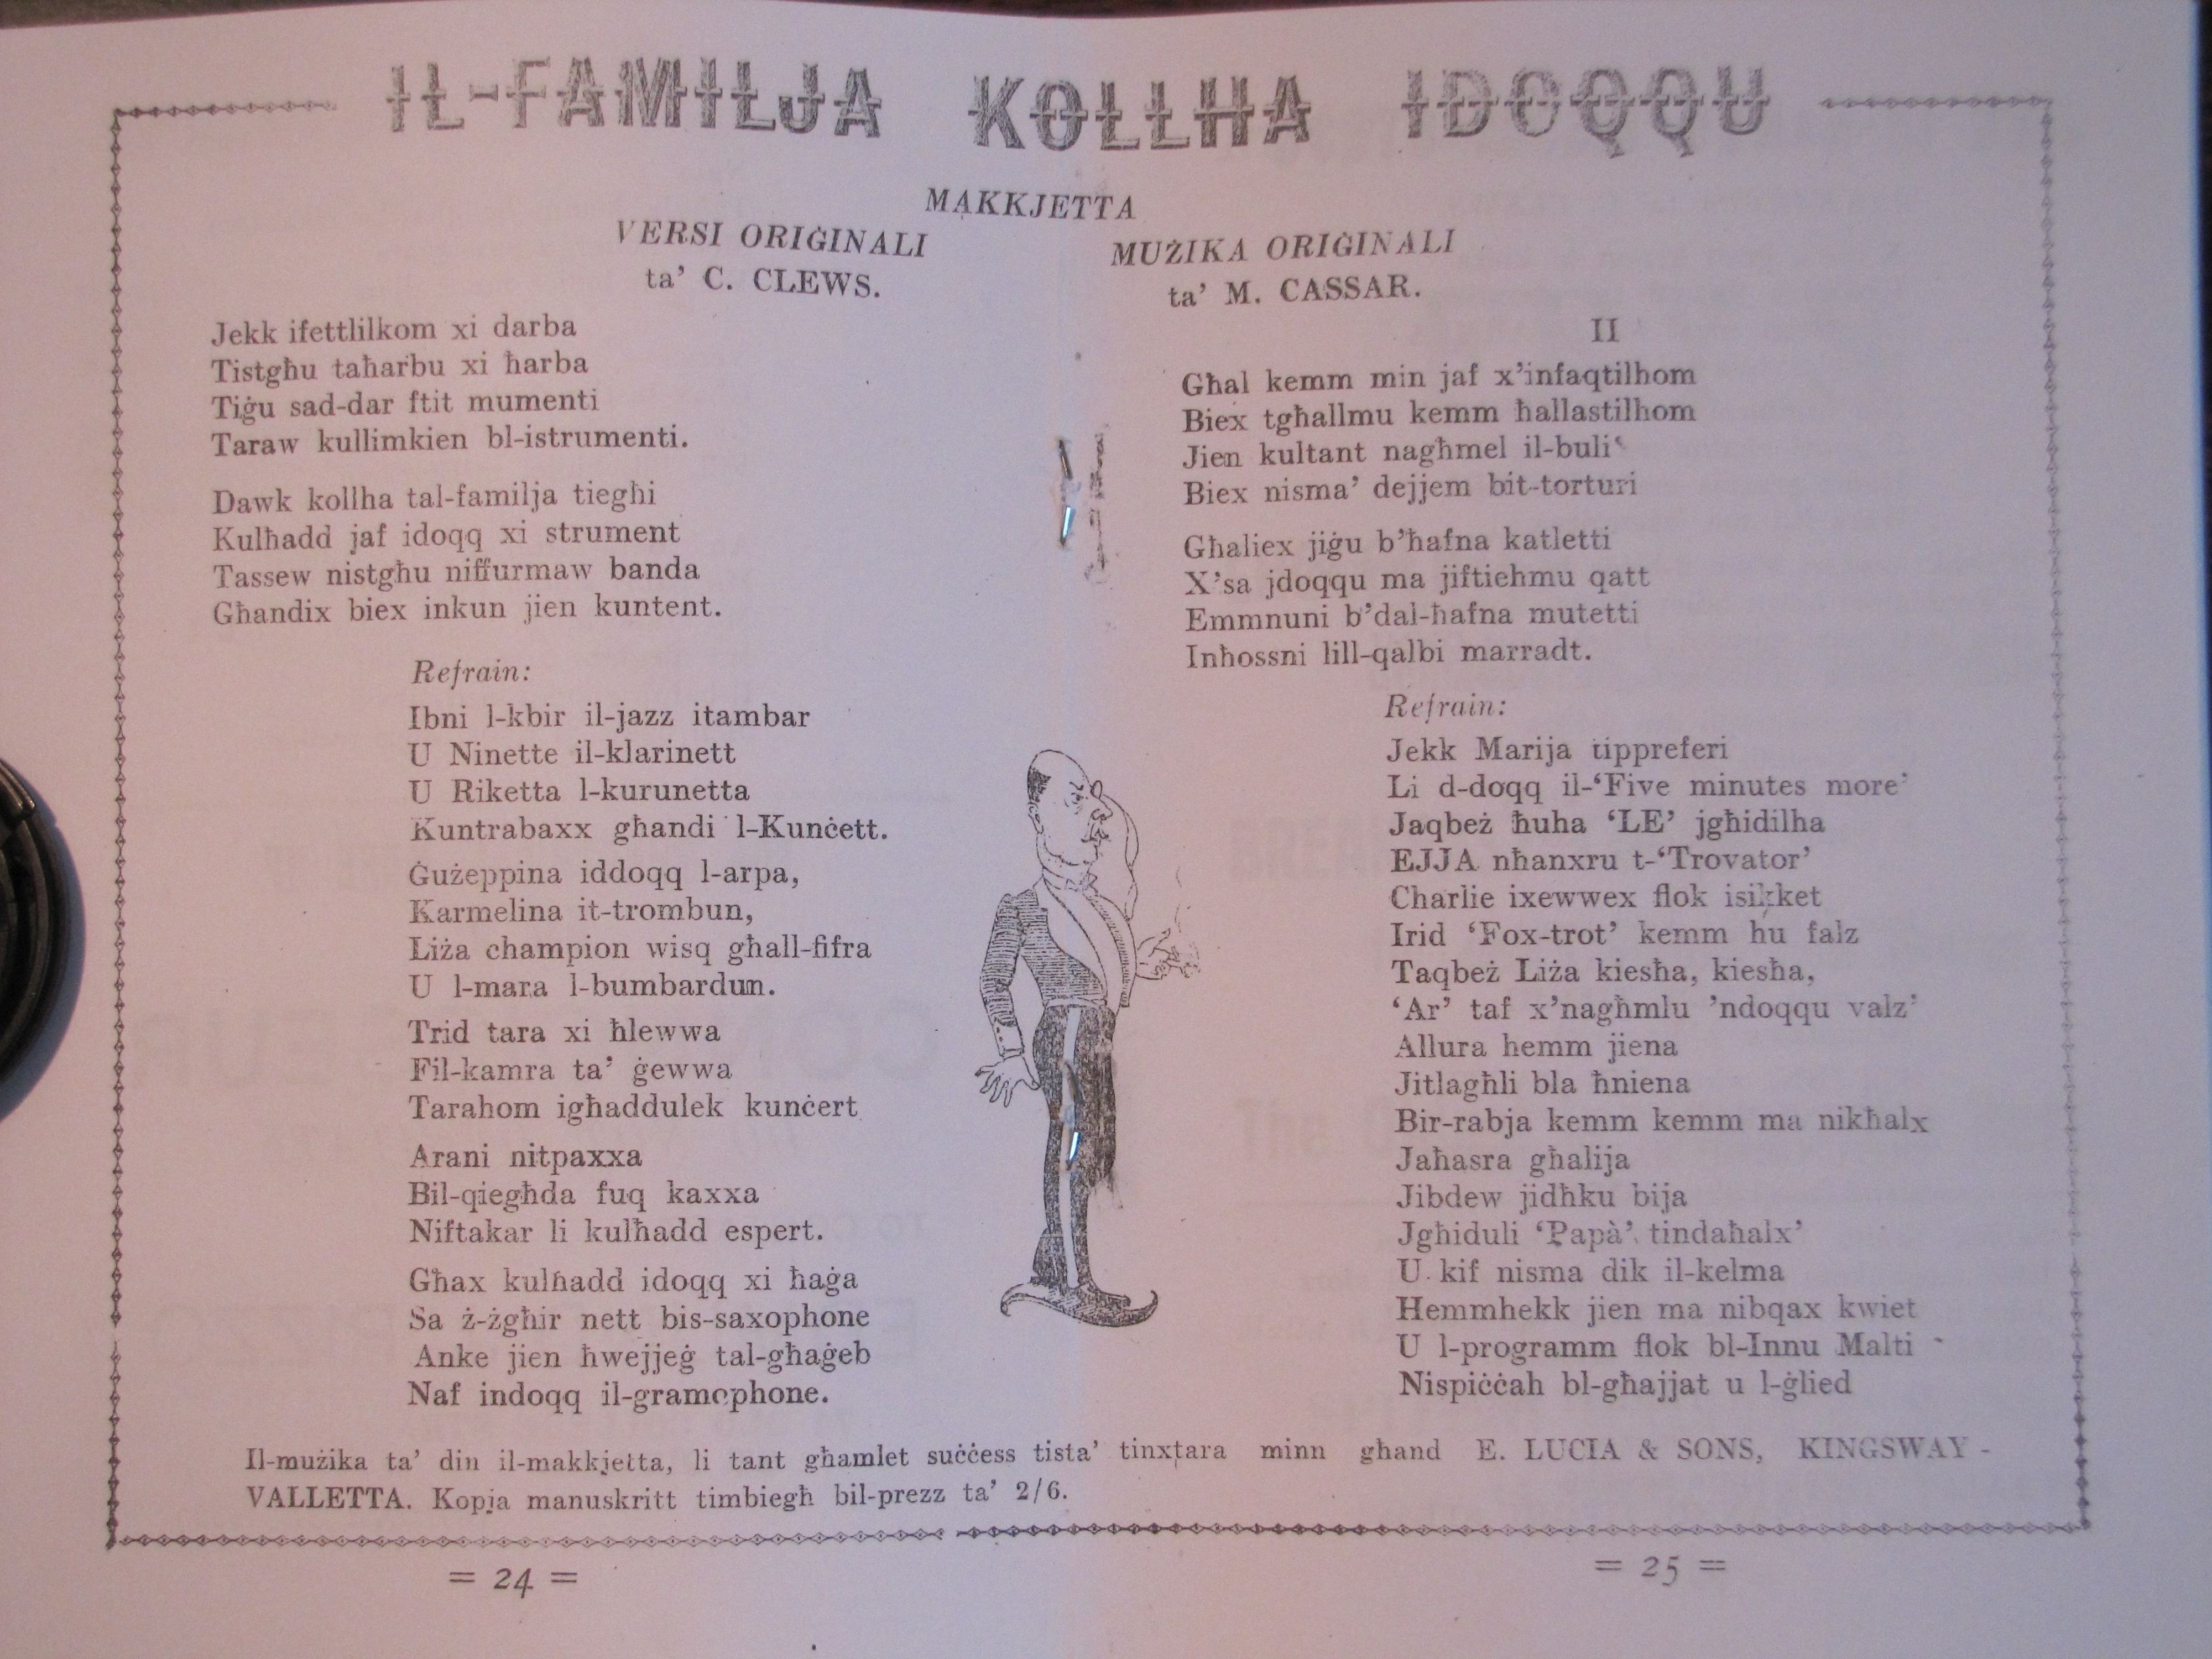 IL-FAMILJA KOLLHA IDOQQU
MAKKJETTA
VERSI ORIĠINALI
ta' C. CLEWS.
MUŻIKA ORIĠINALI
ta' M. CASSAR.
Jekk ifettlilkom xi darba
Tistgħu taħarbu xi ħarba
Tiġu sad-dar ftit mumenti
Taraw kullimkien bl-istrumenti.
Dawk kollha tal-familja tiegħi
Kulħadd jaf idoqq xi strument
Tassew nistgħu niffurmaw banda
Għandix biex inkun jien kuntent.
Refrain:
Ibni l-kbir il-jazz itambar
U Ninette il-klarinett
U Riketta l-kurunetta
Kuntrabaxx għandi l-Kunċett.
Ġużeppina iddoqq l-arpa,
Karmelina it-trombun,
Liża champion wisq għall-fifra
U l-mara l-bumbardun.
Trid tara xi ħlewwa
Fil-kamra ta' ġewwa
Tarahom igħaddulek kunċert
Arani nitpaxxa
Bil-qiegħda fuq kaxxa
Niftakar li kulħadd espert.
Għax kulħadd idoqq xi ħaġa
Sa ż-żgħir nett bis-saxophone
Anke jien ħwejjeġ tal-għaġeb
Naf indoqq il-gramophone.
II
Għal kemm min jaf x'infaqtilhom
Biex tgħallmu kemm ħallastilhom
Jien kultant nagħmel il-buli'
Biex nisma' dejjem bit-torturi
Għaliex jiġu b'ħafna katletti
X'sa jdoqqu ma jiftiehmu qatt
Emmnuni b'dal-ħafna mutetti
Inħossni lill-qalbi marradt.
Refrain:
Jekk Marija tippreferi
Li d-doqq il-'Five minutes more'
Jaqbeż ħuha 'LE' jgħidilha
EJJA nħanxru t-'Trovator'
Charlie ixewwex flok isikket
Irid 'Fox-trot' kemm hu falz
Taqbeż Liża kiesħa, kiesħa,
'Ar' taf x'nagħmlu 'ndoqqu valz'
Allura hemm jiena
Jitlagħli bla ħniena
Bir-rabja kemm kemm ma nikħalx
Jaħasra għalija
Jibdew jidħku bija
Jgħiduli 'Papà' tindaħalx'
U kif nisma dik il-kelma
Hemmhekk jien ma nibqax kwiet
U l-programm flok bl-Innu Malti
Nispiċċah bl-għajjat u l-ġlied
Il-mużika ta' din il-makkjetta, li tant għamlet suċċess tista' tinxtara minn għand E. LUCIA & SONS, KINGSWAY -
VALLETTA. Kopja manuskritt timbiegħ bil-prezz ta' 2/6.
= 24 =
= 25 =